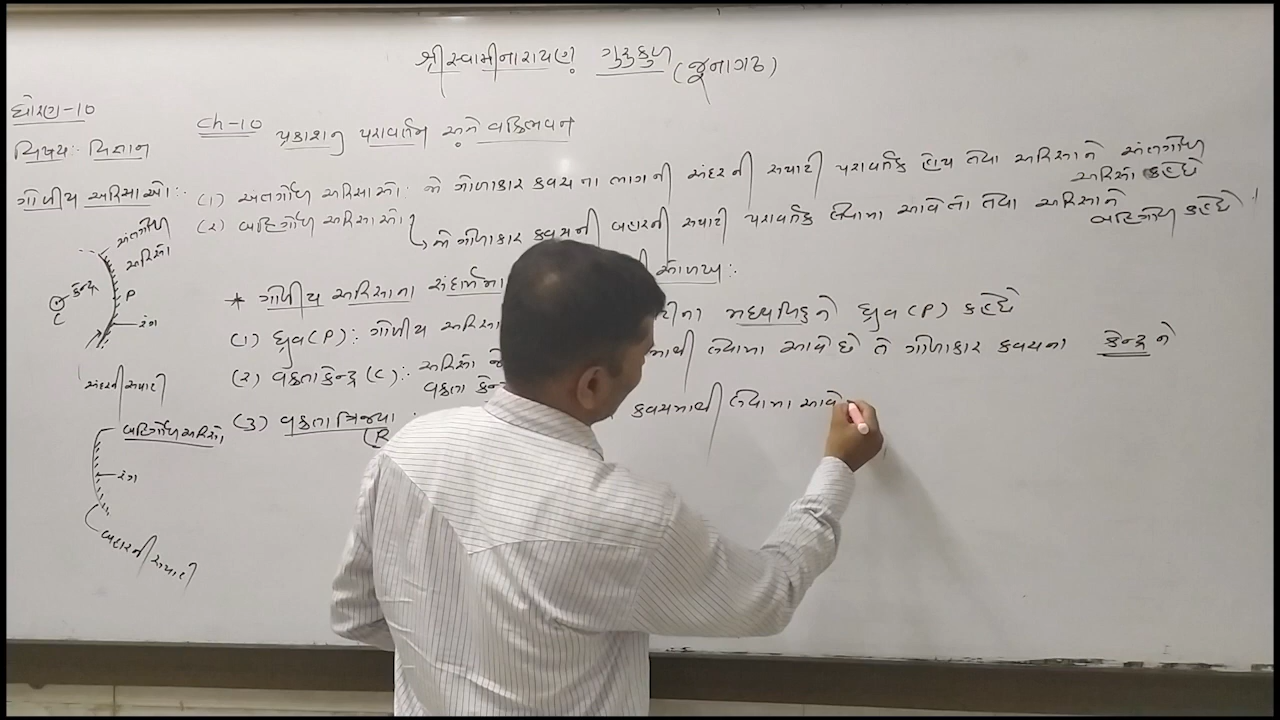 શ્રી સ્વામીનારાયણ ગુરુકુળ (જૂનાગઢ)
ધોરણ-10
Ch-10 પ્રકાશનુ પરાવર્તન અને વક્રિભવન
વિષય:- વિજ્ઞાન
ગોળીય અરિસાઓ:- (1) અંતર્ગોળ અરિસાઓ: જે ગોળાકાર કવચના ભાગની અંદરની સપાટી પરાવર્તક હોય તેવા અરિસાને અંતર્ગોળ અરિસા કહેછે
(2) બહિર્ગોળ અરિસાઓ: જે ગોળાકાર કવચની બહારની સપાટી પરાવર્તક લેવામા આવે તો તેવા અરિસાને બહિર્ગોળ કહેછે
* ગોળીય અરિસાના સંદર્ભમા ઓળખ:-
(1) ધ્રુવ(P):- ગોળીય અરિસા મધ્યબિંદુને ધ્રુવ(P) કહેછે
(2) વક્રતાકેન્દ્ર(C):- અરિસો જે લેવામા આવેછે તે ગોળાકાર કવચના કેન્દ્રને
વક્રતા
(3) વક્રતાત્રિજ્યા: કવચમાથી લેવામા આવે
(R
અંતર્ગોળ
અરિસો
કેન્દ્ર
C
P
રંગ
અંદરની સપાટી
બહિર્ગોળ અરિસો
રંગ
બહારની સપાટી